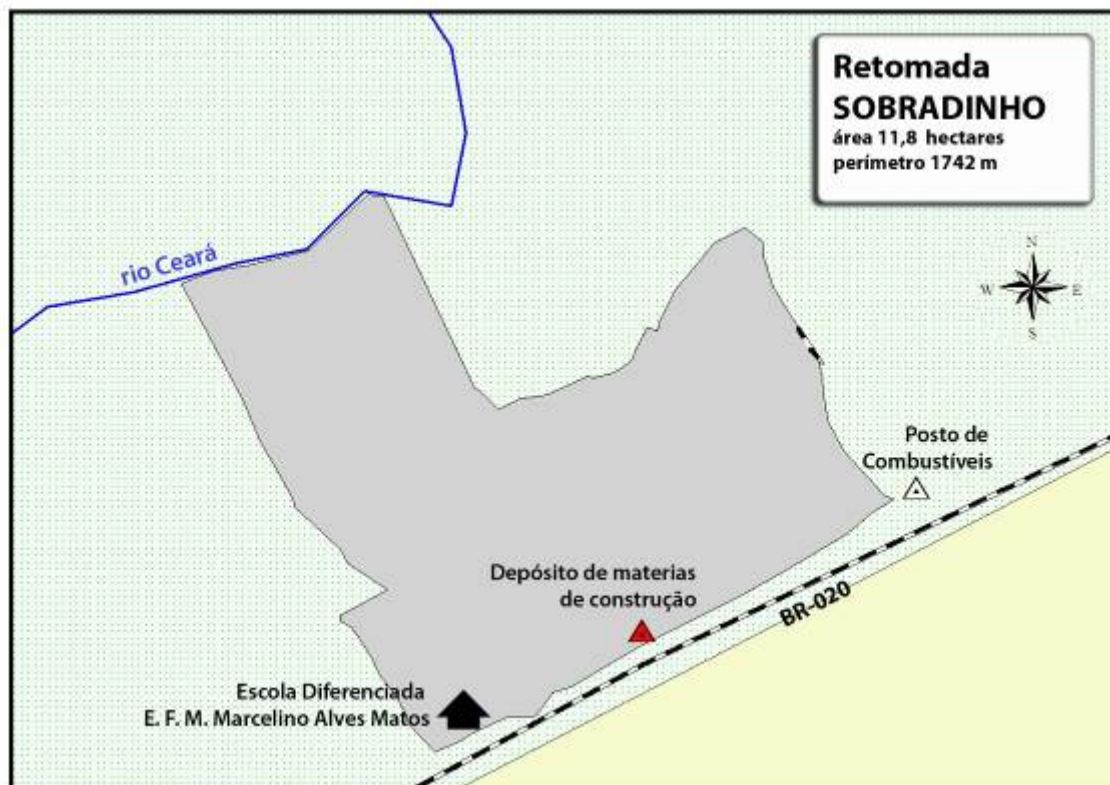 Retomada
SOBRADINHO
área 11,8 hectares
perímetro 1742 m
rio Ceará
N
W
E
S
Posto de
Combustíveis
Depósito de materias
de construção
BR-020
Escola Diferenciada
E. F. M. Marcelino Alves Matos